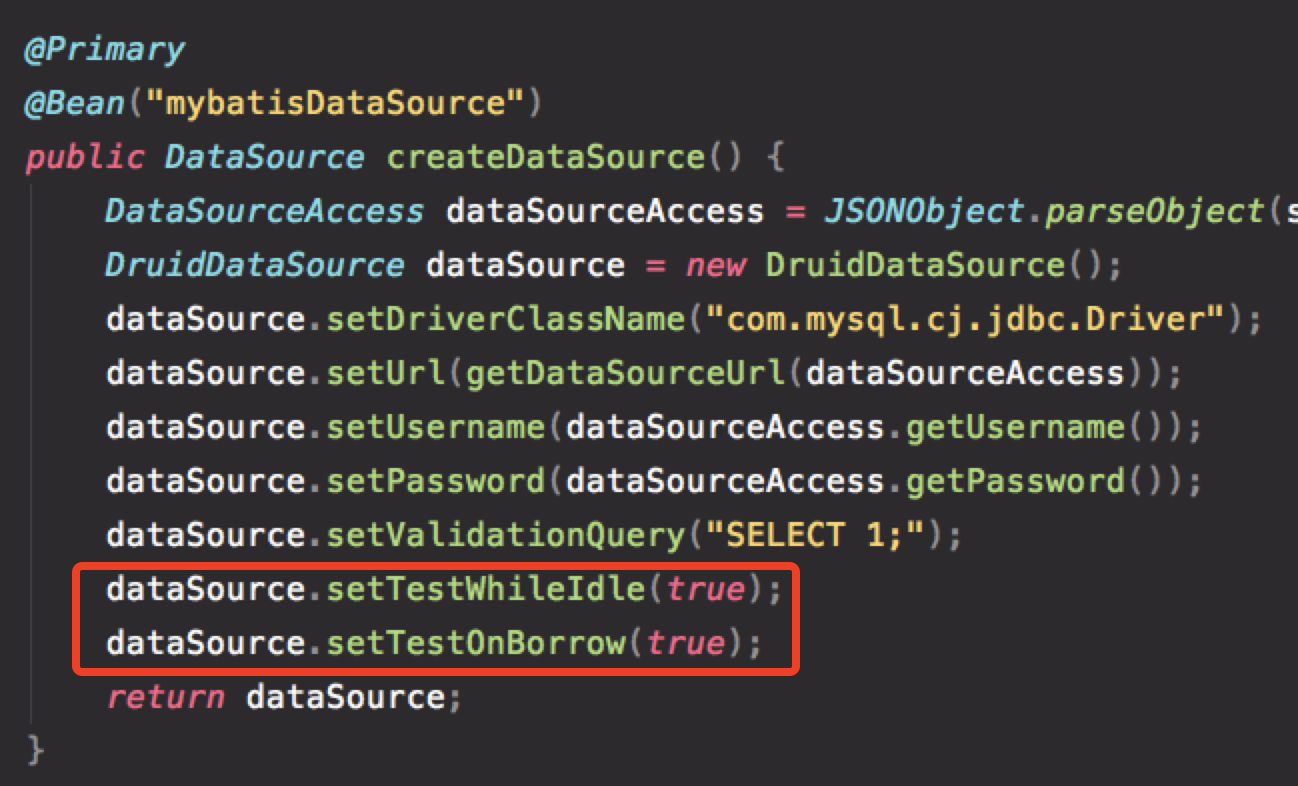 @Primary
@Bean("mybatisDataSource")
public DataSource createDataSource() {
DataSourceAccess dataSourceAccess = JSONObject.parseObject(s
DruidDataSource dataSource = new DruidDataSource();
dataSource.setDriverClassName("com.mysql.cj.jdbc.Driver");
dataSource.setUrl(getDataSourceUrl(dataSourceAccess));
dataSource.setUsername(dataSourceAccess.getUsername());
dataSource.setPassword(dataSourceAccess.getPassword());
dataSource.setValidationQuery("SELECT 1;");
dataSource.setTestWhileIdle(true);
dataSource.setTestOnBorrow(true);
return dataSource;
}